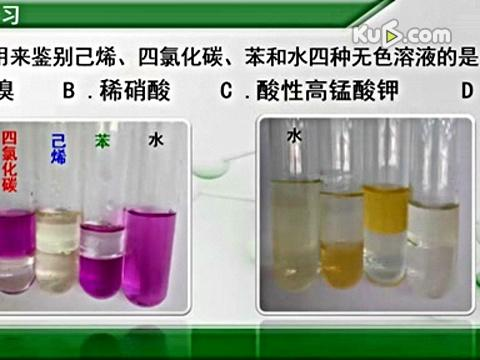 习
Ku6.com
用来鉴别己烯、四氯化碳、苯和水四种无色溶液的是
溴 B.稀硝酸 C.酸性高锰酸钾 D
四氯化碳
己烯
苯
水
水